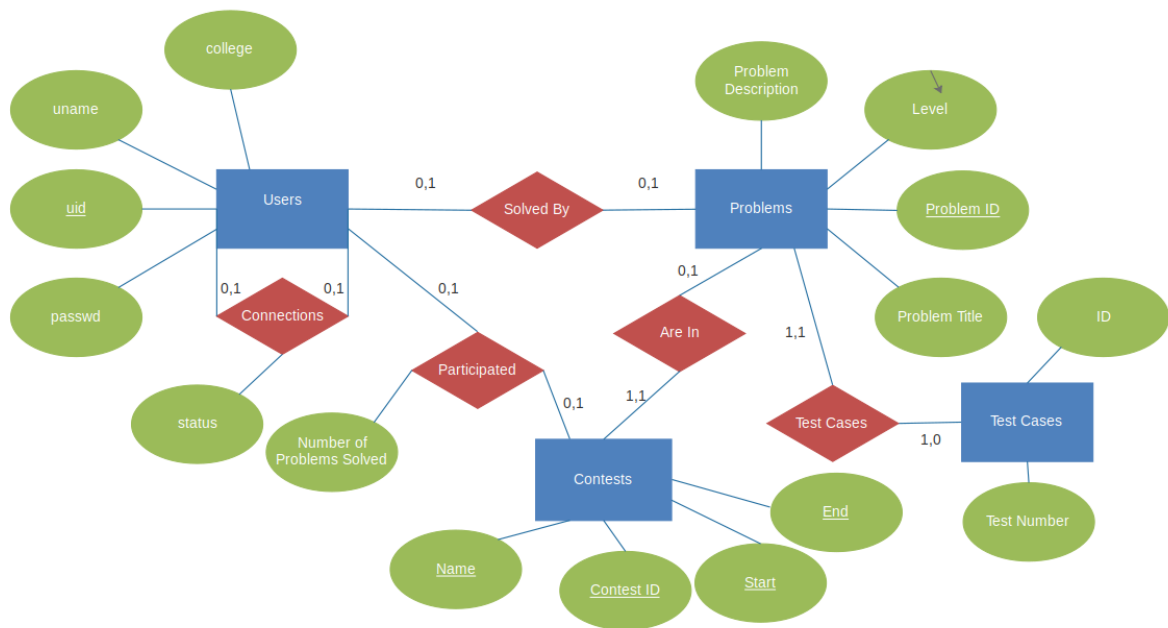 college
Problem
Description
uname
Level
Users
0,1
0,1
Solved By
Problems
uid
Problem ID
0,1
0,1
0,1
0,1
passwd
Connections
Problem Title
ID
Are In
1,1
Participated
1,1
0,1
status
Number of
Problems Solved
Test Cases
1,0
Test Cases
Contests
End
Test Number
Name
Contest ID
Start